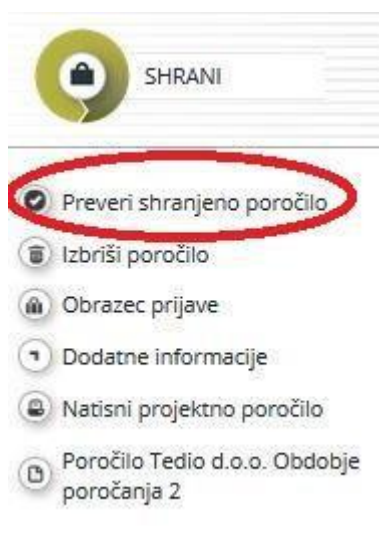 SHRANI
Preveri shranjeno poročilo
Izbriši poročilo
Obrazec prijave
Dodatne informacije
Natisni projektno poročilo
Poročilo Tedio d.o.o. Obdobje
poročanja 2